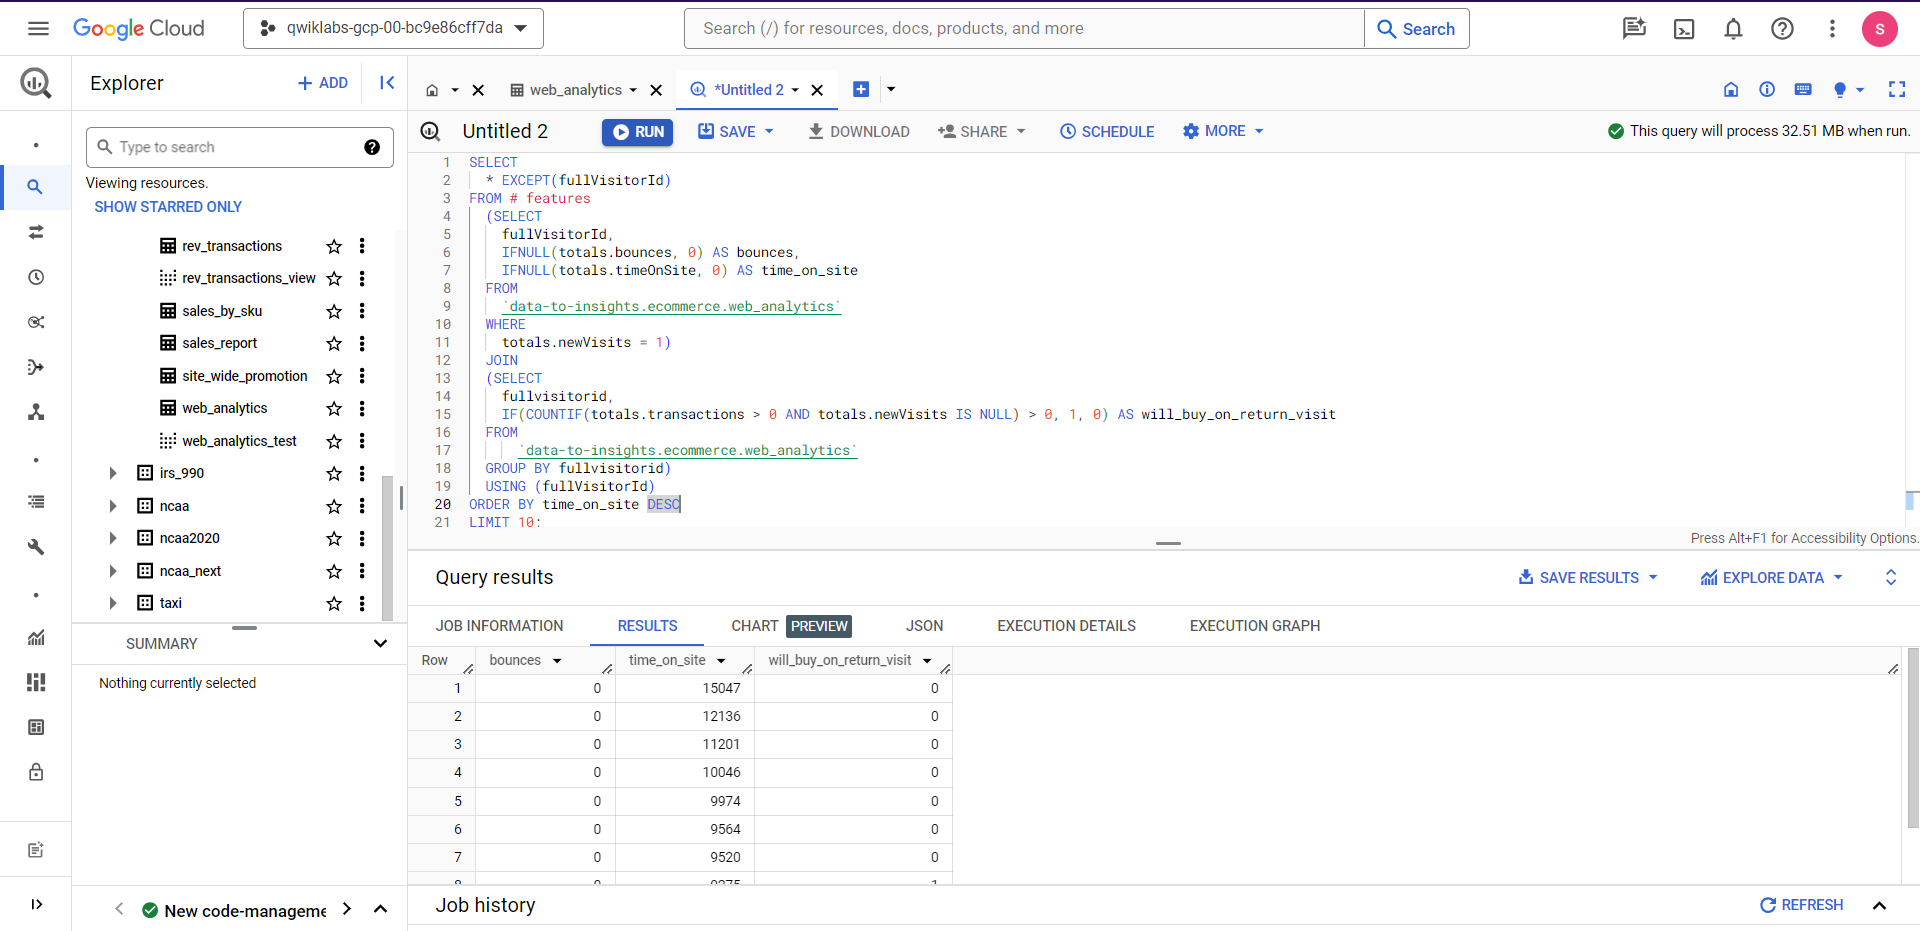 Google Cloud
qwiklabs-gcp-00-bc9e86cff7da
Search (/) for resources, docs, products, and more
Search
S
Explorer
+ ADD
web_analytics
*Untitled 2
Type to search
Viewing resources.
SHOW STARRED ONLY
rev_transactions
rev_transactions_view
sales_by_sku
sales_report
site_wide_promotion
web_analytics
web_analytics_test
irs_990
ncaa
ncaa2020
ncaa_next
taxi
SUMMARY
Nothing currently selected
New code-manageme
Untitled 2
RUN
SAVE
DOWNLOAD
SHARE
SCHEDULE
MORE
This query will process 32.51 MB when run.
1 SELECT
2 * EXCEPT(fullVisitorId)
3 FROM # features
4 (SELECT
5 fullVisitorId,
6 IFNULL(totals.bounces, 0) AS bounces,
7 IFNULL(totals.timeOnSite, 0) AS time_on_site
8 FROM
9 `data-to-insights.ecommerce.web_analytics`
10 WHERE
11 totals.newVisits = 1)
12 JOIN
13 (SELECT
14 fullvisitorid,
15 IF(COUNTIF(totals.transactions > 0 AND totals.newVisits IS NULL) > 0, 1, 0) AS will_buy_on_return_visit
16 FROM
17 `data-to-insights.ecommerce.web_analytics`
18 GROUP BY fullvisitorid)
19 USING (fullVisitorId)
20 ORDER BY time_on_site DESC
21 LIMIT 10;
Press Alt+F1 for Accessibility Options.
Query results
SAVE RESULTS
EXPLORE DATA
JOB INFORMATION
RESULTS
CHART PREVIEW
JSON
EXECUTION DETAILS
EXECUTION GRAPH
Row bounces time_on_site will_buy_on_return_visit
1 0 15047 0
2 0 12136 0
3 0 11201 0
4 0 10046 0
5 0 9974 0
6 0 9564 0
7 0 9520 0
Job history
REFRESH